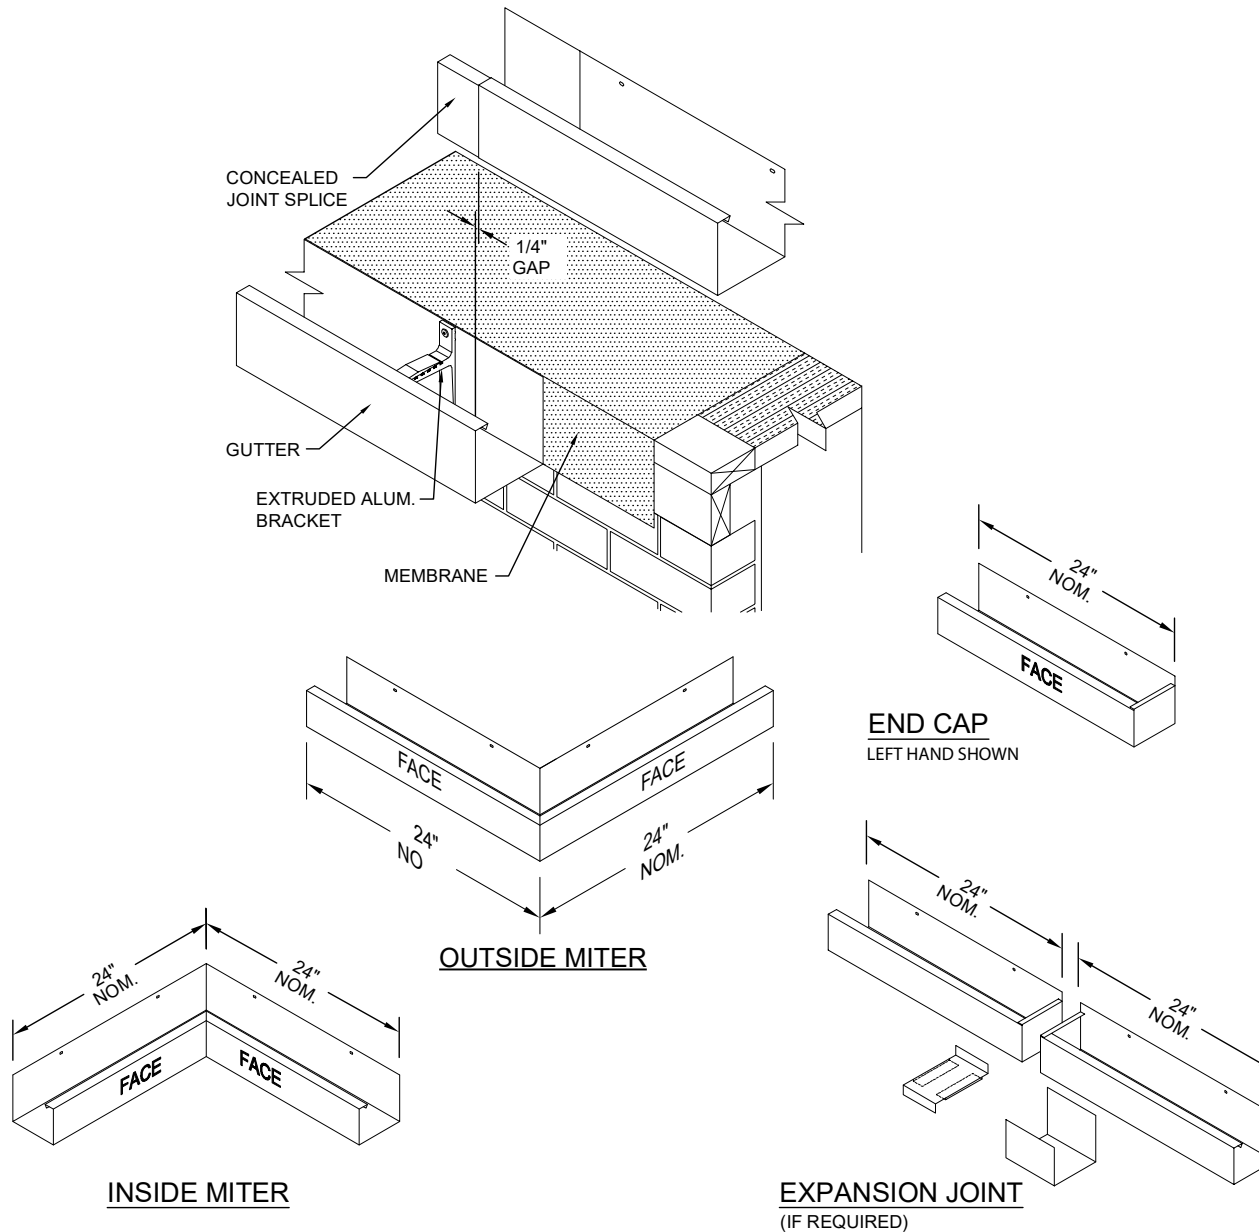 CONCEALED
JOINT SPLICE
1/4"
GAP
GUTTER
EXTRUDED ALUM.
BRACKET
MEMBRANE
24"
NOM.
FACE
END CAP
LEFT HAND SHOWN
FACE
FACE
24"
NO
24"
NOM.
OUTSIDE MITER
24"
NOM.
24"
NOM.
FACE
FACE
INSIDE MITER
24"
NOM.
24"
NOM.
EXPANSION JOINT
(IF REQUIRED)